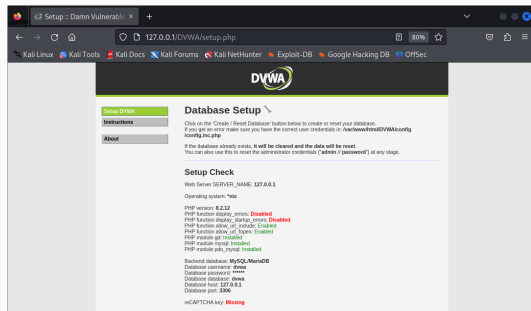 Setup :: Damn Vulnerable
127.0.0.1/DVWA/setup.php
80%
Kali Linux
Kali Tools
Kali Docs
Kali Forums
Kali NetHunter
Exploit-DB
Google Hacking DB
OffSec
DVWA
Setup DVWA
Instructions
About
Database Setup
Click on the 'Create / Reset Database' button below to create or reset your database.
If you get an error make sure you have the correct user credentials in: /var/www/html/DVWA/config
/config.inc.php
If the database already exists, it will be cleared and the data will be reset.
You can also use this to reset the administrator credentials ("admin // password") at any stage.
Setup Check
Web Server SERVER_NAME: 127.0.0.1
Operating system: *nix
PHP version: 8.2.12
PHP function display_errors: Disabled
PHP function display_startup_errors: Disabled
PHP function allow_url_include: Enabled
PHP function allow_url_fopen: Enabled
PHP module gd: Installed
PHP module mysql: Installed
PHP module pdo_mysql: Installed
Backend database: MySQL/MariaDB
Database username: dvwa
Database password: ******
Database database: dvwa
Database host: 127.0.0.1
Database port: 3306
reCAPTCHA key: Missing